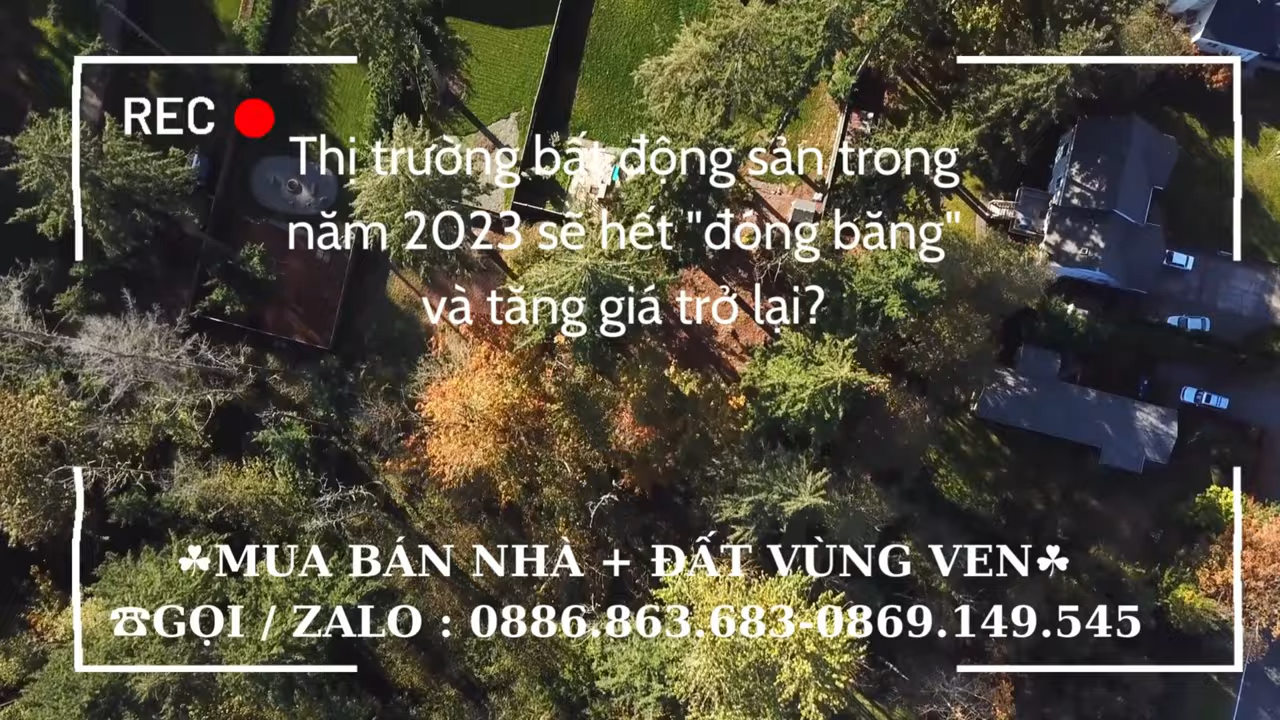 REC
Thị trường bất động sản trong
năm 2023 sẽ hết "đóng băng"
và tăng giá trở lại?
☘MUA BÁN NHÀ + ĐẤT VÙNG VEN☘
☎GỌI / ZALO : 0886.863.683-0869.149.545